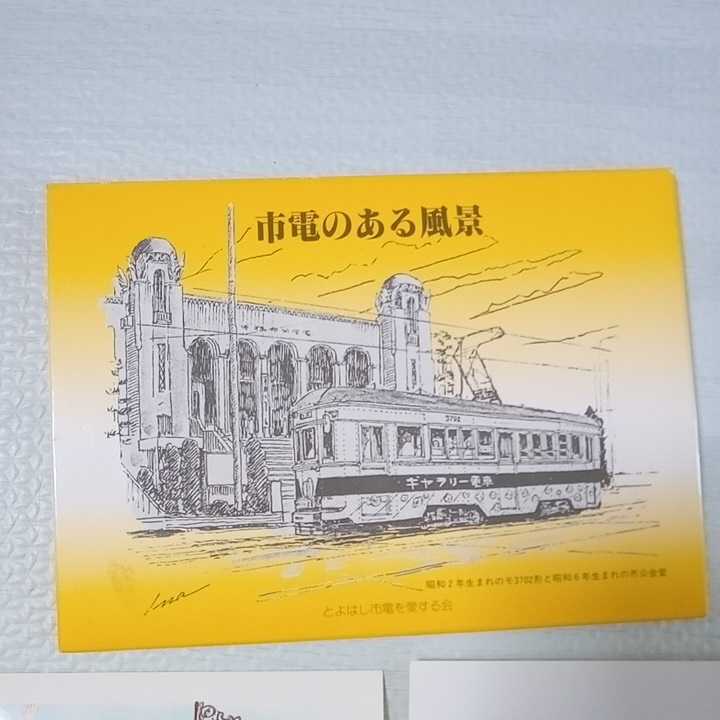 市電のある風景
3702
ギャラリー電車
昭和2年生まれのモ3702形と昭和6年生まれの市公会堂
とよはし市電を愛する会